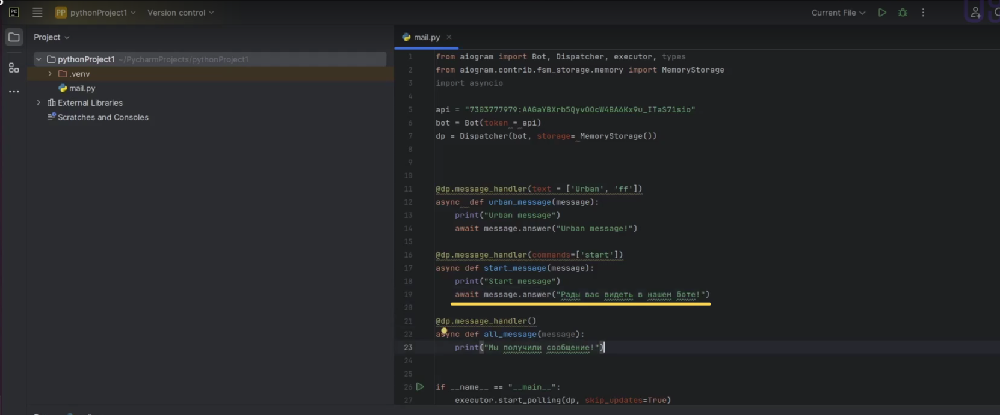 PC
PP pythonProject1
Version control
Current File
Project
mail.py
pythonProject1 ~/PycharmProjects/pythonProject1
.venv
mail.py
External Libraries
Scratches and Consoles
1 from aiogram import Bot, Dispatcher, executor, types
2 from aiogram.contrib.fsm_storage.memory import MemoryStorage
3 import asyncio
4
5 api = "7303777979:AAGaYBXrb5QyvO0cW4BA6Kx9u_ITaS71sio"
6 bot = Bot(token = api)
7 dp = Dispatcher(bot, storage= MemoryStorage())
8
9
10
11 @dp.message_handler(text = ['Urban', 'ff'])
12 async  def urban_message(message):
13     print("Urban message")
14     await message.answer("Urban message!")
15
16 @dp.message_handler(commands=['start'])
17 async def start_message(message):
18     print("Start message")
19     await message.answer("Рады вас видеть в нашем боте!")
20
21 @dp.message_handler()
22 async def all_message(message):
23     print("Мы получили сообщение!")
24
25
26 if __name__ == "__main__":
27     executor.start_polling(dp, skip_updates=True)